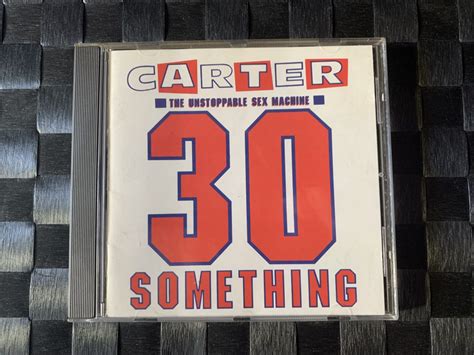 CARTER
THE UNSTOPPABLE SEX MACHINE
30
SOMETHING